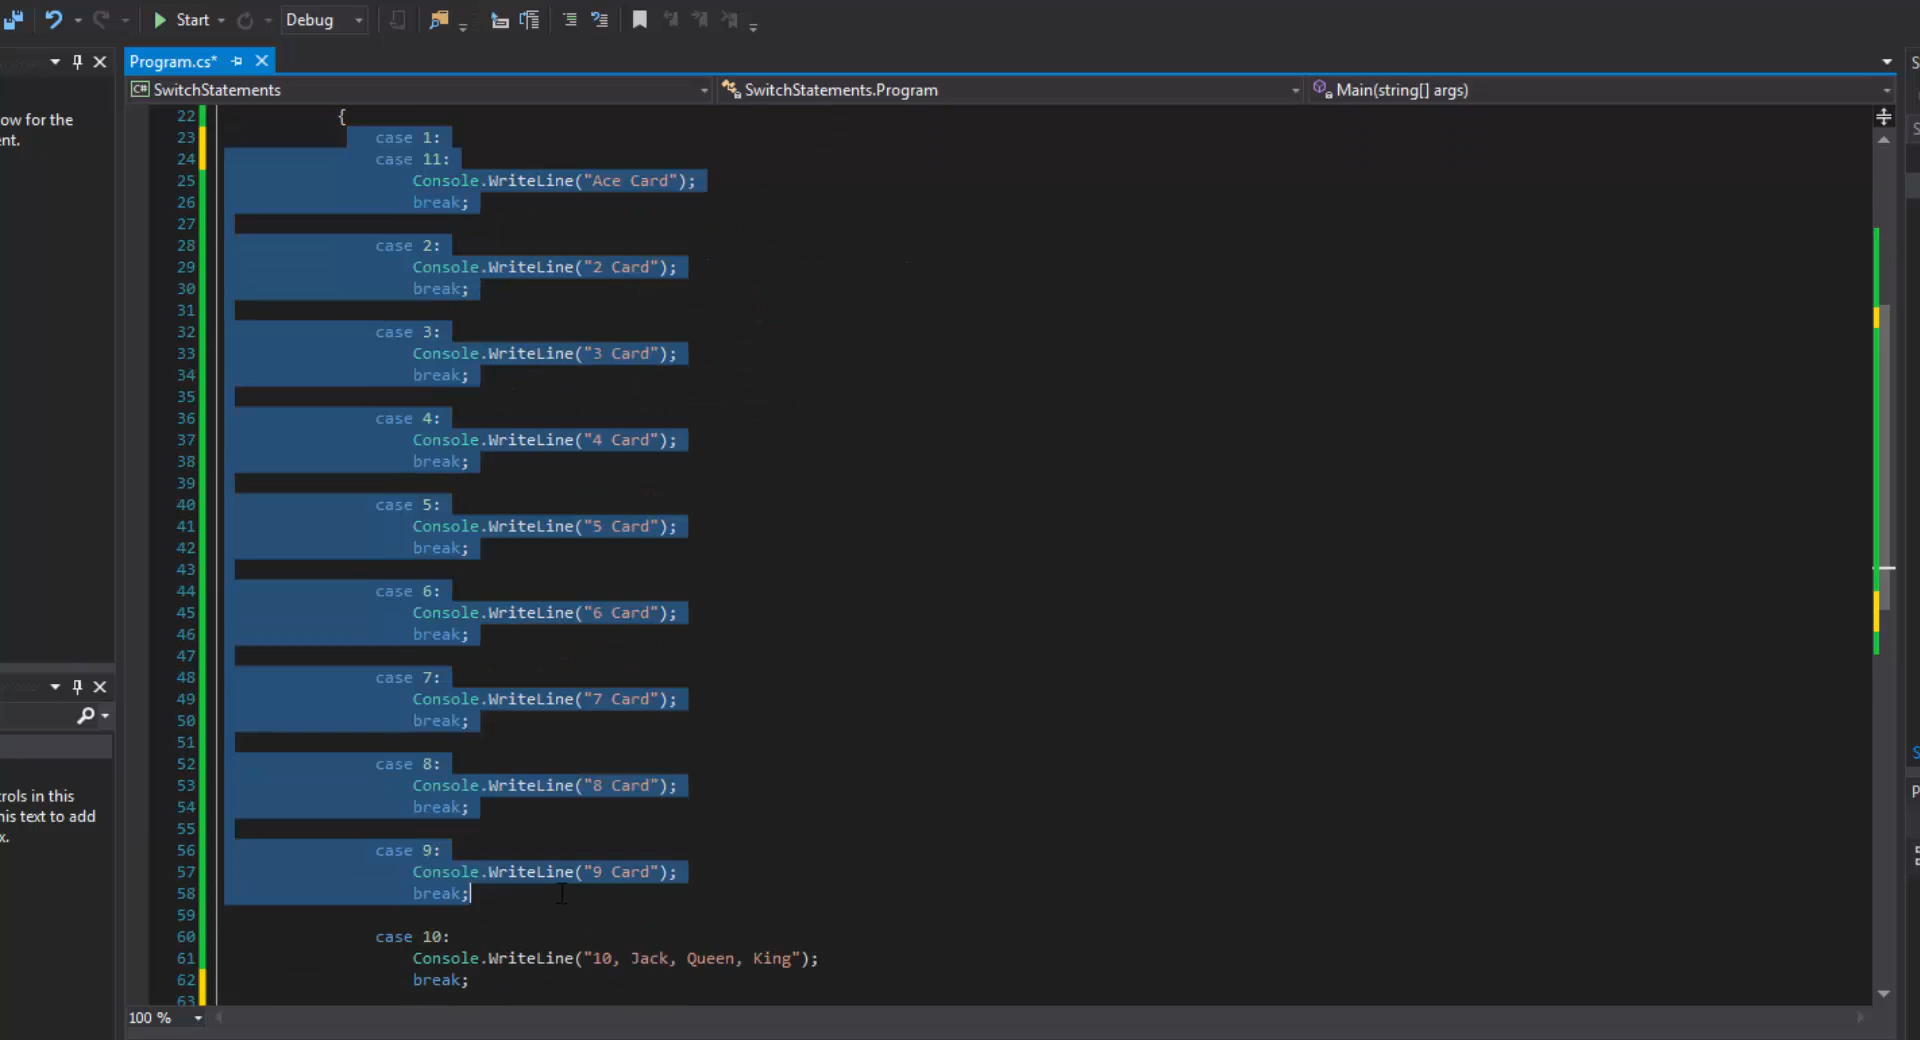 Start
Debug
ow for the
nt.
Program.cs*
C# SwitchStatements
SwitchStatements.Program
Main(string[] args)
22 {
23 case 1:
24 case 11:
25 Console.WriteLine("Ace Card");
26 break;
27
28 case 2:
29 Console.WriteLine("2 Card");
30 break;
31
32 case 3:
33 Console.WriteLine("3 Card");
34 break;
35
36 case 4:
37 Console.WriteLine("4 Card");
38 break;
39
40 case 5:
41 Console.WriteLine("5 Card");
42 break;
43
44 case 6:
45 Console.WriteLine("6 Card");
46 break;
47
48 case 7:
49 Console.WriteLine("7 Card");
50 break;
51
52 case 8:
53 Console.WriteLine("8 Card");
54 break;
55
56 case 9:
57 Console.WriteLine("9 Card");
58 break;
59
60 case 10:
61 Console.WriteLine("10, Jack, Queen, King");
62 break;
63
rols in this
his text to add
x.
100 %